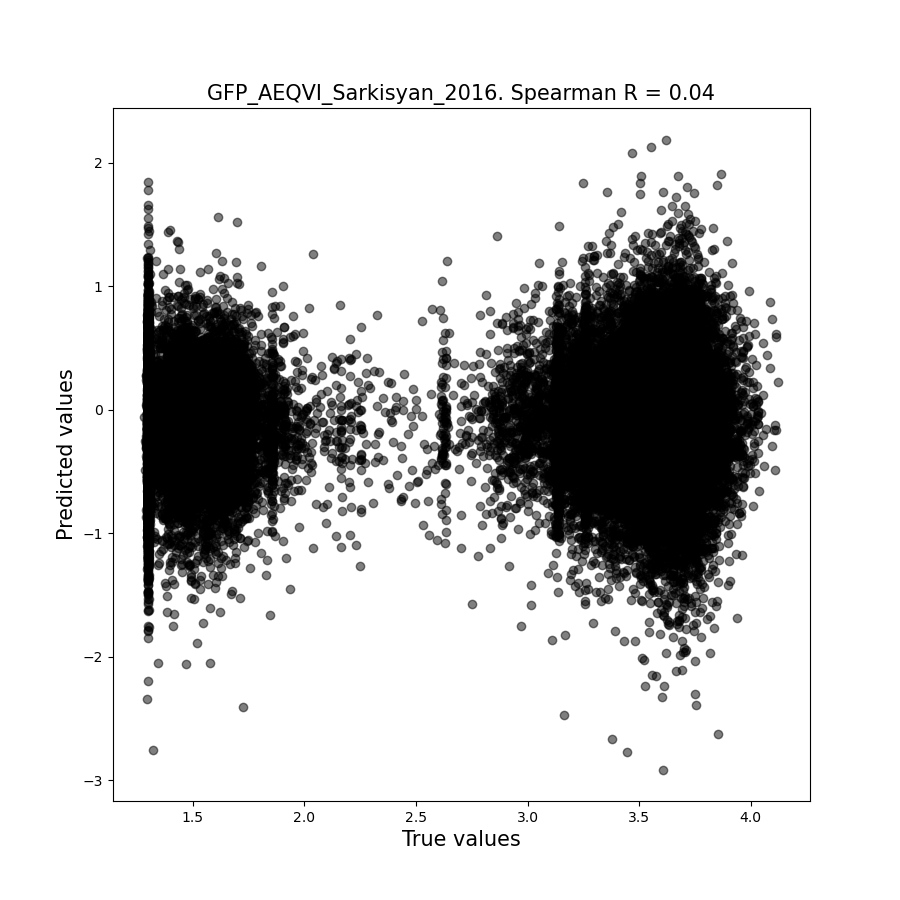 GFP_AEQVI_Sarkisyan_2016. Spearman R = 0.04
Predicted values
2
1
0
−1
−2
−3
1.5 2.0 2.5 3.0 3.5 4.0
True values